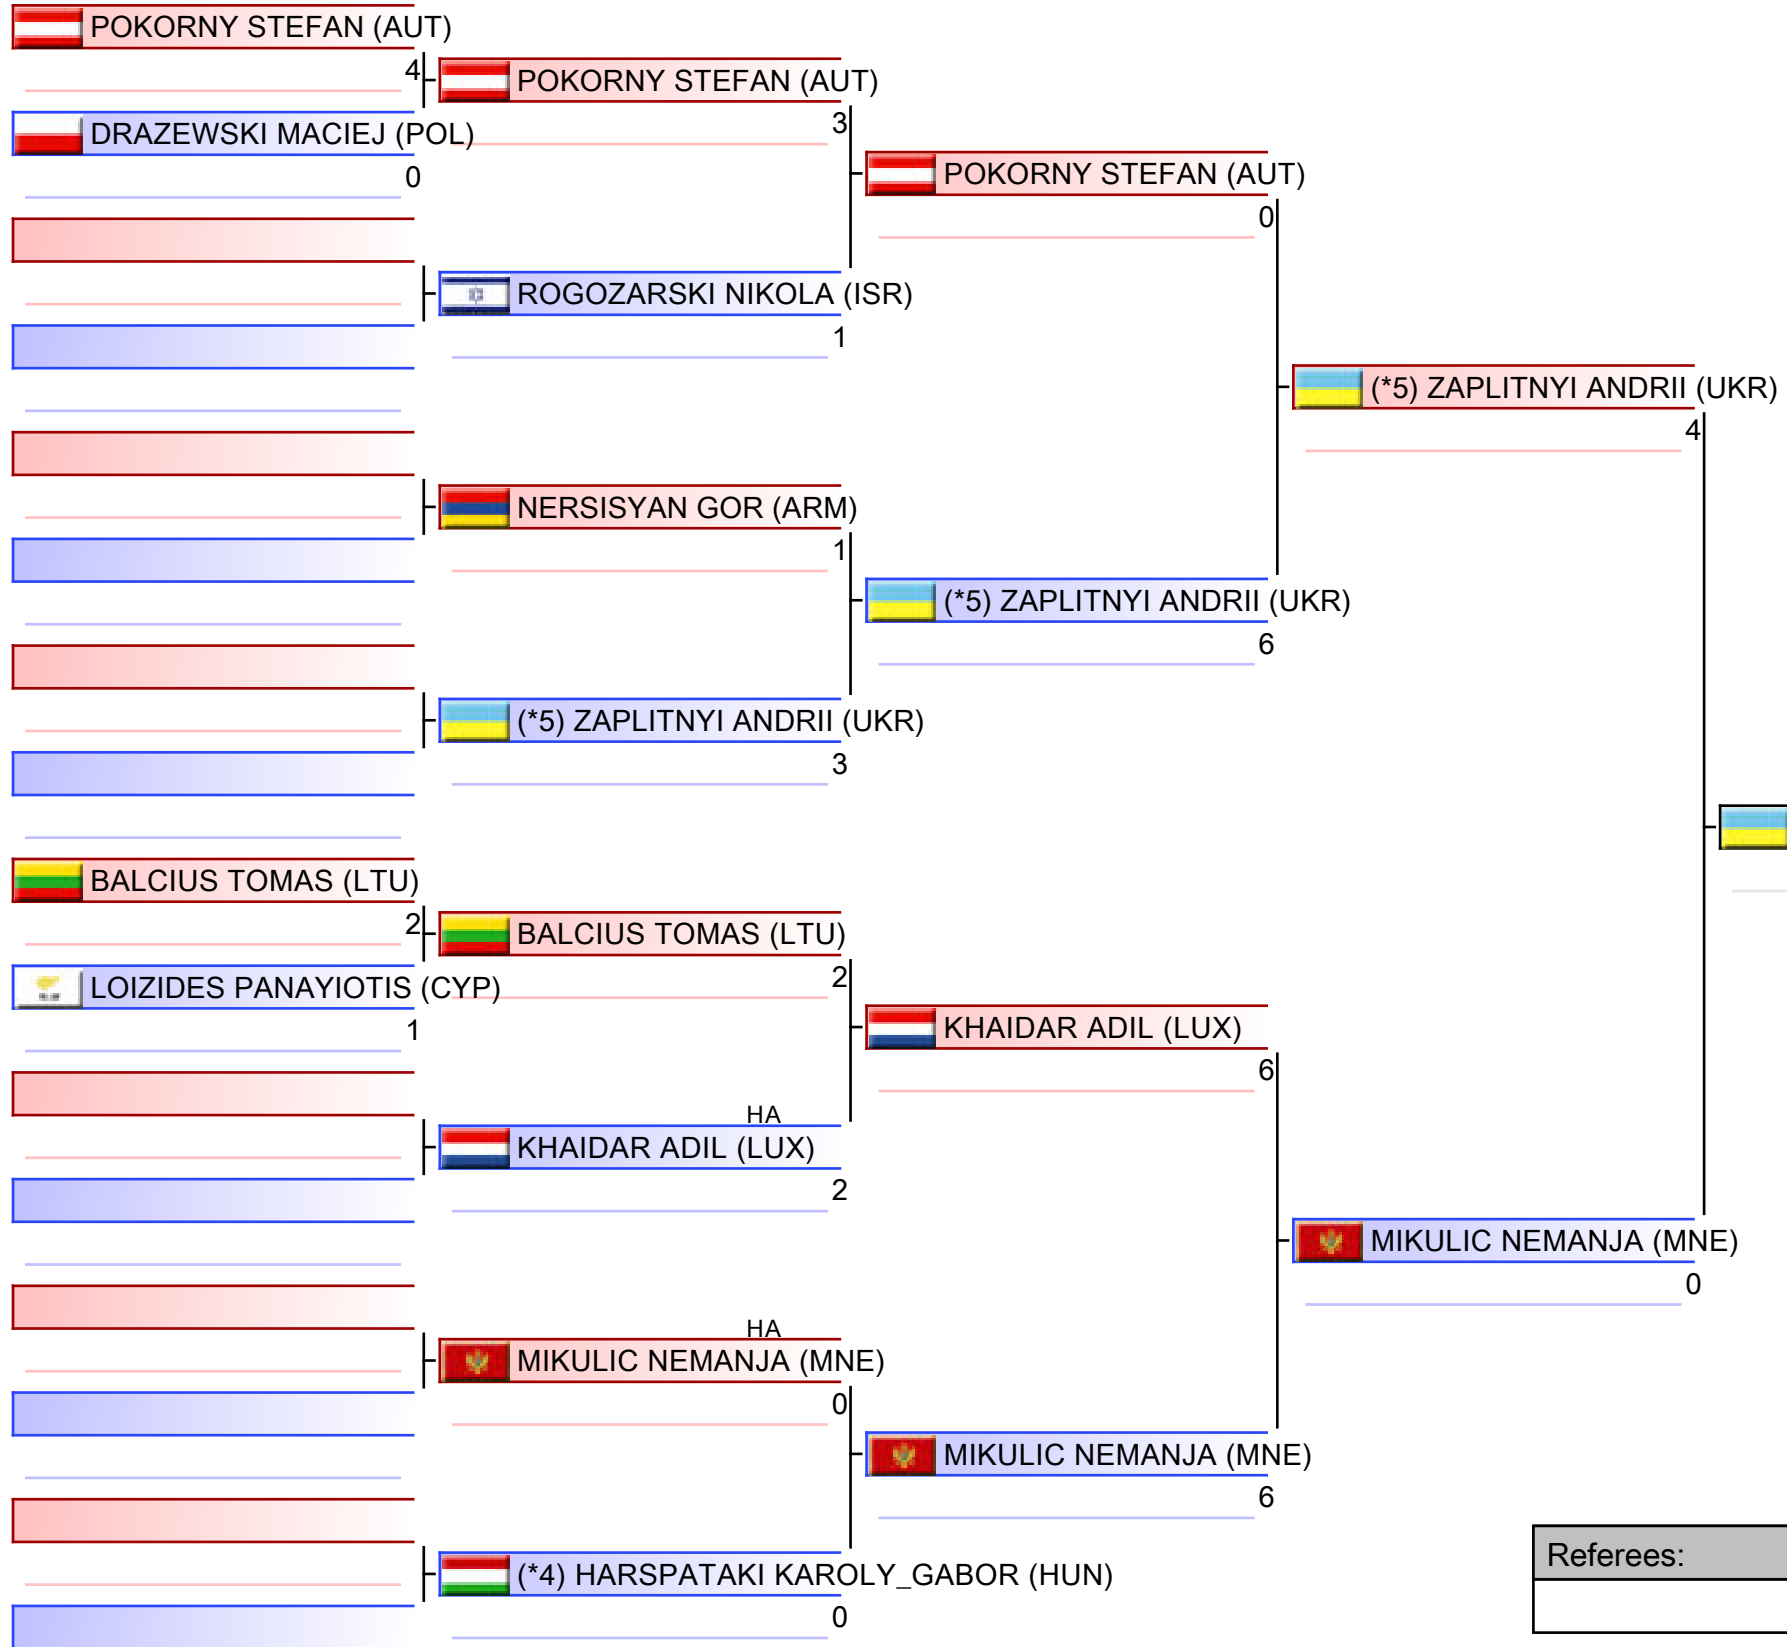 POKORNY STEFAN (AUT)
4
POKORNY STEFAN (AUT)
3
DRAZEWSKI MACIEJ (POL)
0
POKORNY STEFAN (AUT)
0
ROGOZARSKI NIKOLA (ISR)
1
(*5) ZAPLITNYI ANDRII (UKR)
4
NERSISYAN GOR (ARM)
1
(*5) ZAPLITNYI ANDRII (UKR)
6
(*5) ZAPLITNYI ANDRII (UKR)
3
BALCIUS TOMAS (LTU)
2
BALCIUS TOMAS (LTU)
2
LOIZIDES PANAYIOTIS (CYP)
1
KHAIDAR ADIL (LUX)
6
HA
KHAIDAR ADIL (LUX)
2
MIKULIC NEMANJA (MNE)
0
HA
MIKULIC NEMANJA (MNE)
0
MIKULIC NEMANJA (MNE)
6
(*4) HARSPATAKI KAROLY_GABOR (HUN)
0
Referees: